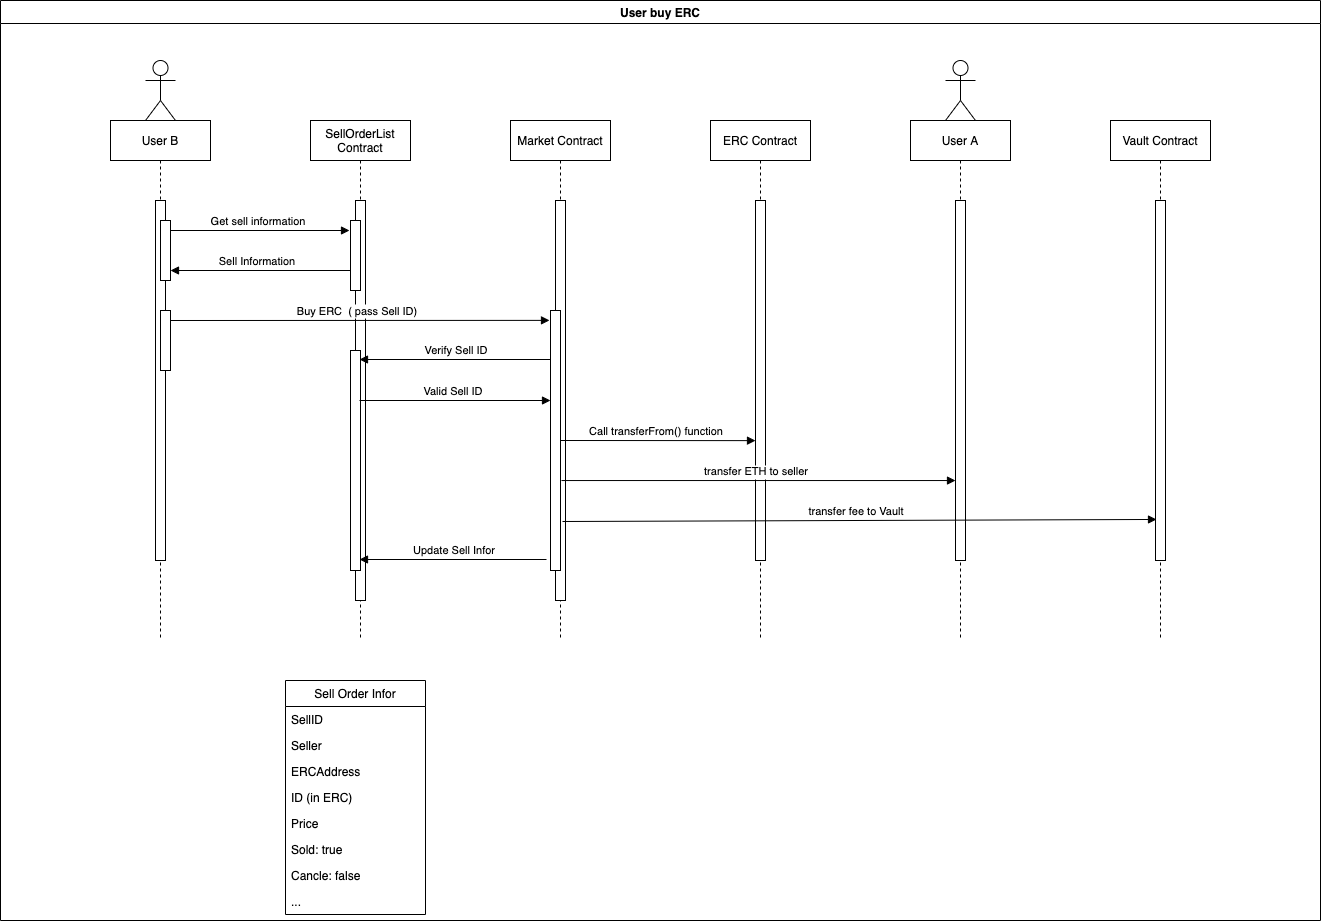 User buy ERC
User B
SellOrderList
Contract
Market Contract
ERC Contract
User A
Vault Contract
Get sell information
Sell Information
Buy ERC  ( pass Sell ID)
Verify Sell ID
Valid Sell ID
Call transferFrom() function
transfer ETH to seller
transfer fee to Vault
Update Sell Infor
Sell Order Infor
SellID
Seller
ERCAddress
ID (in ERC)
Price
Sold: true
Cancle: false
...